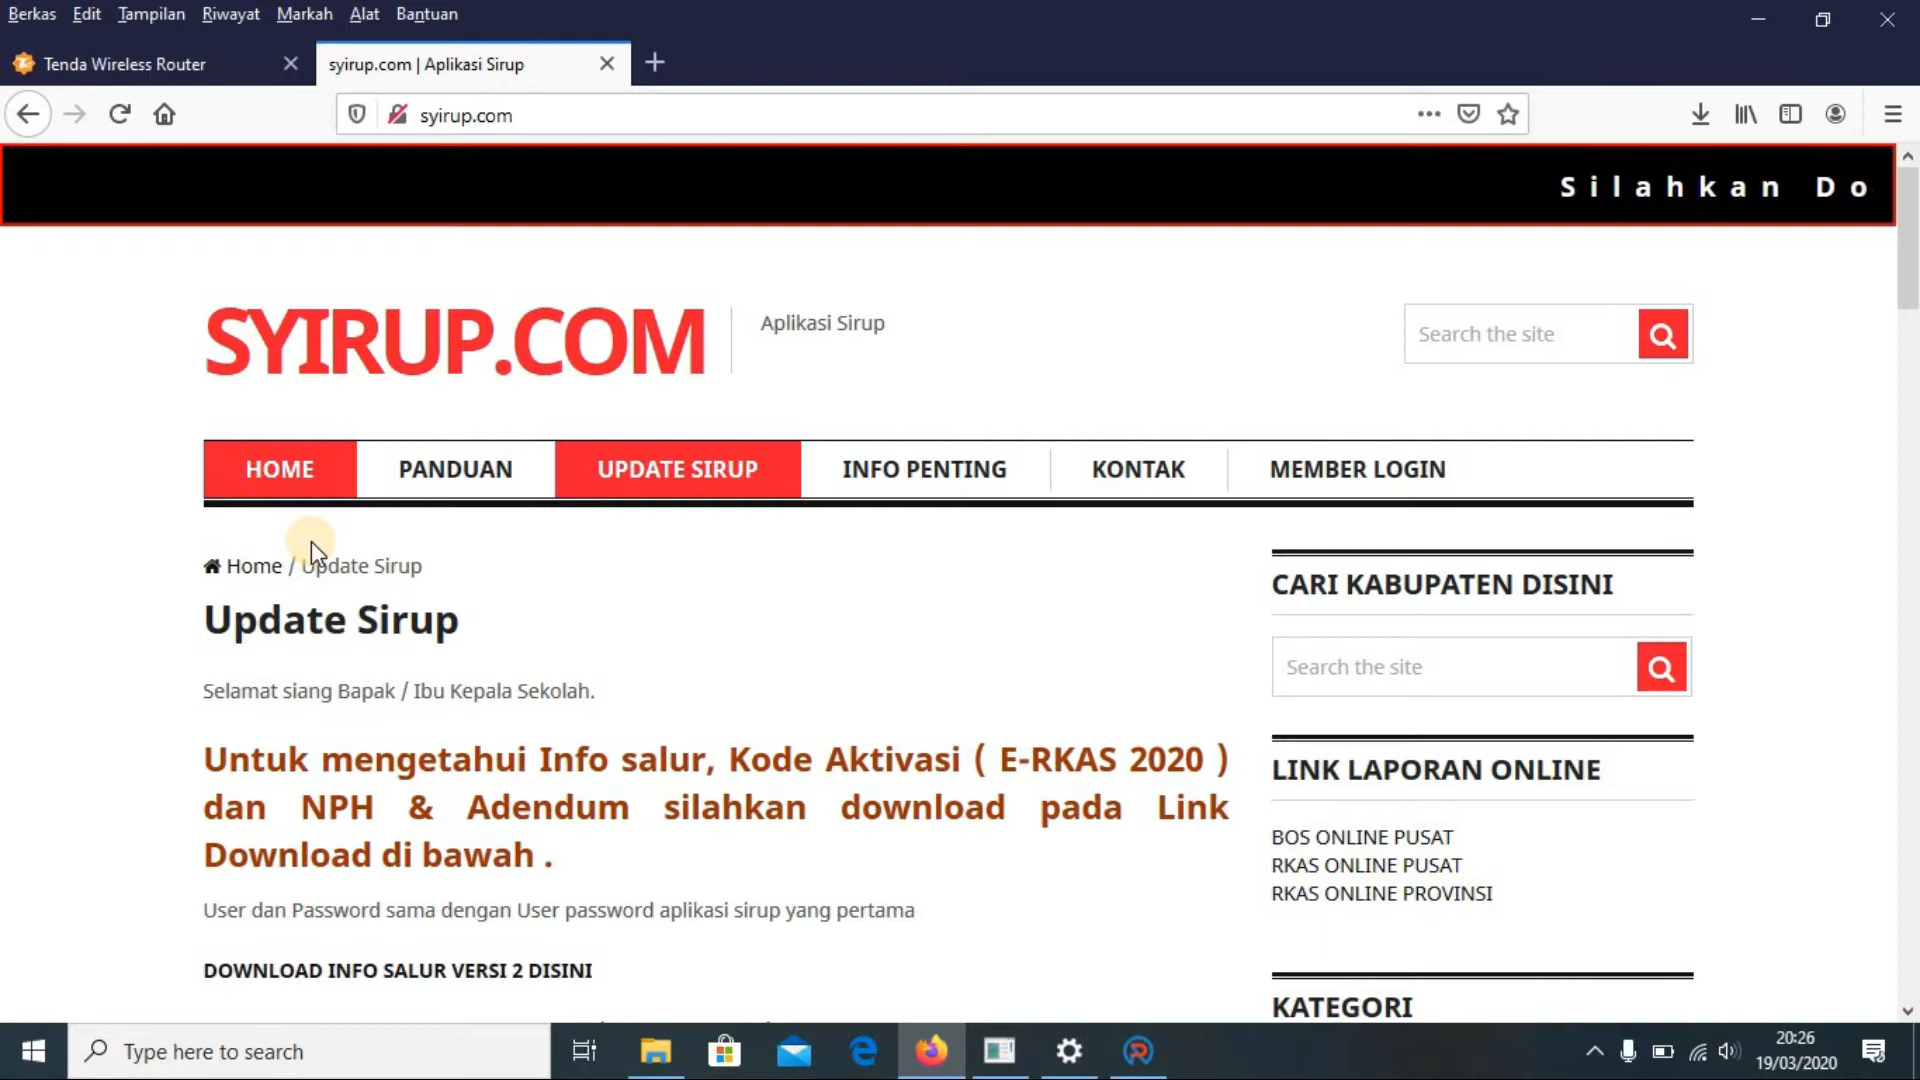 Berkas Edit Tampilan Riwayat Markah Alat Bantuan
Tenda Wireless Router
syirup.com | Aplikasi Sirup
syirup.com
Silahkan Do
SYIRUP.COM
Aplikasi Sirup
Search the site
HOME PANDUAN UPDATE SIRUP INFO PENTING KONTAK MEMBER LOGIN
Home / Update Sirup
Update Sirup
Selamat siang Bapak / Ibu Kepala Sekolah.
Untuk mengetahui Info salur, Kode Aktivasi ( E-RKAS 2020 )
dan NPH & Adendum silahkan download pada Link
Download di bawah .
User dan Password sama dengan User password aplikasi sirup yang pertama
DOWNLOAD INFO SALUR VERSI 2 DISINI
CARI KABUPATEN DISINI
Search the site
LINK LAPORAN ONLINE
BOS ONLINE PUSAT
RKAS ONLINE PUSAT
RKAS ONLINE PROVINSI
KATEGORI
Type here to search
20:26
19/03/2020